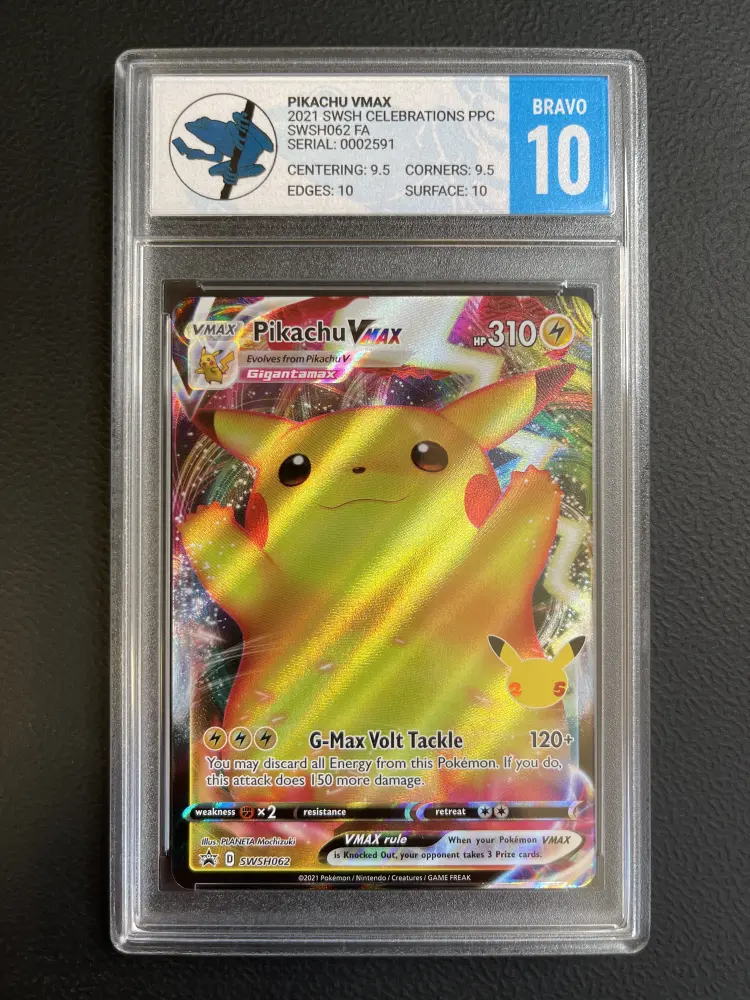 PIKACHU VMAX
2021 SWSH CELEBRATIONS PPC
SWSH062 FA
SERIAL: 0002591
CENTERING: 9.5 CORNERS: 9.5
EDGES: 10 SURFACE: 10
BRAVO
10
VMAX Pikachu VMAX HP 310
Evolves from Pikachu V
Gigantamax
25
G-Max Volt Tackle 120+
You may discard all Energy from this Pokémon. If you do,
this attack does 150 more damage.
weakness ×2 resistance retreat
Illus. PLANETA Mochizuki
D SWSH062
VMAX rule When your Pokémon VMAX
is Knocked Out, your opponent takes 3 Prize cards.
©2021 Pokémon / Nintendo / Creatures / GAME FREAK